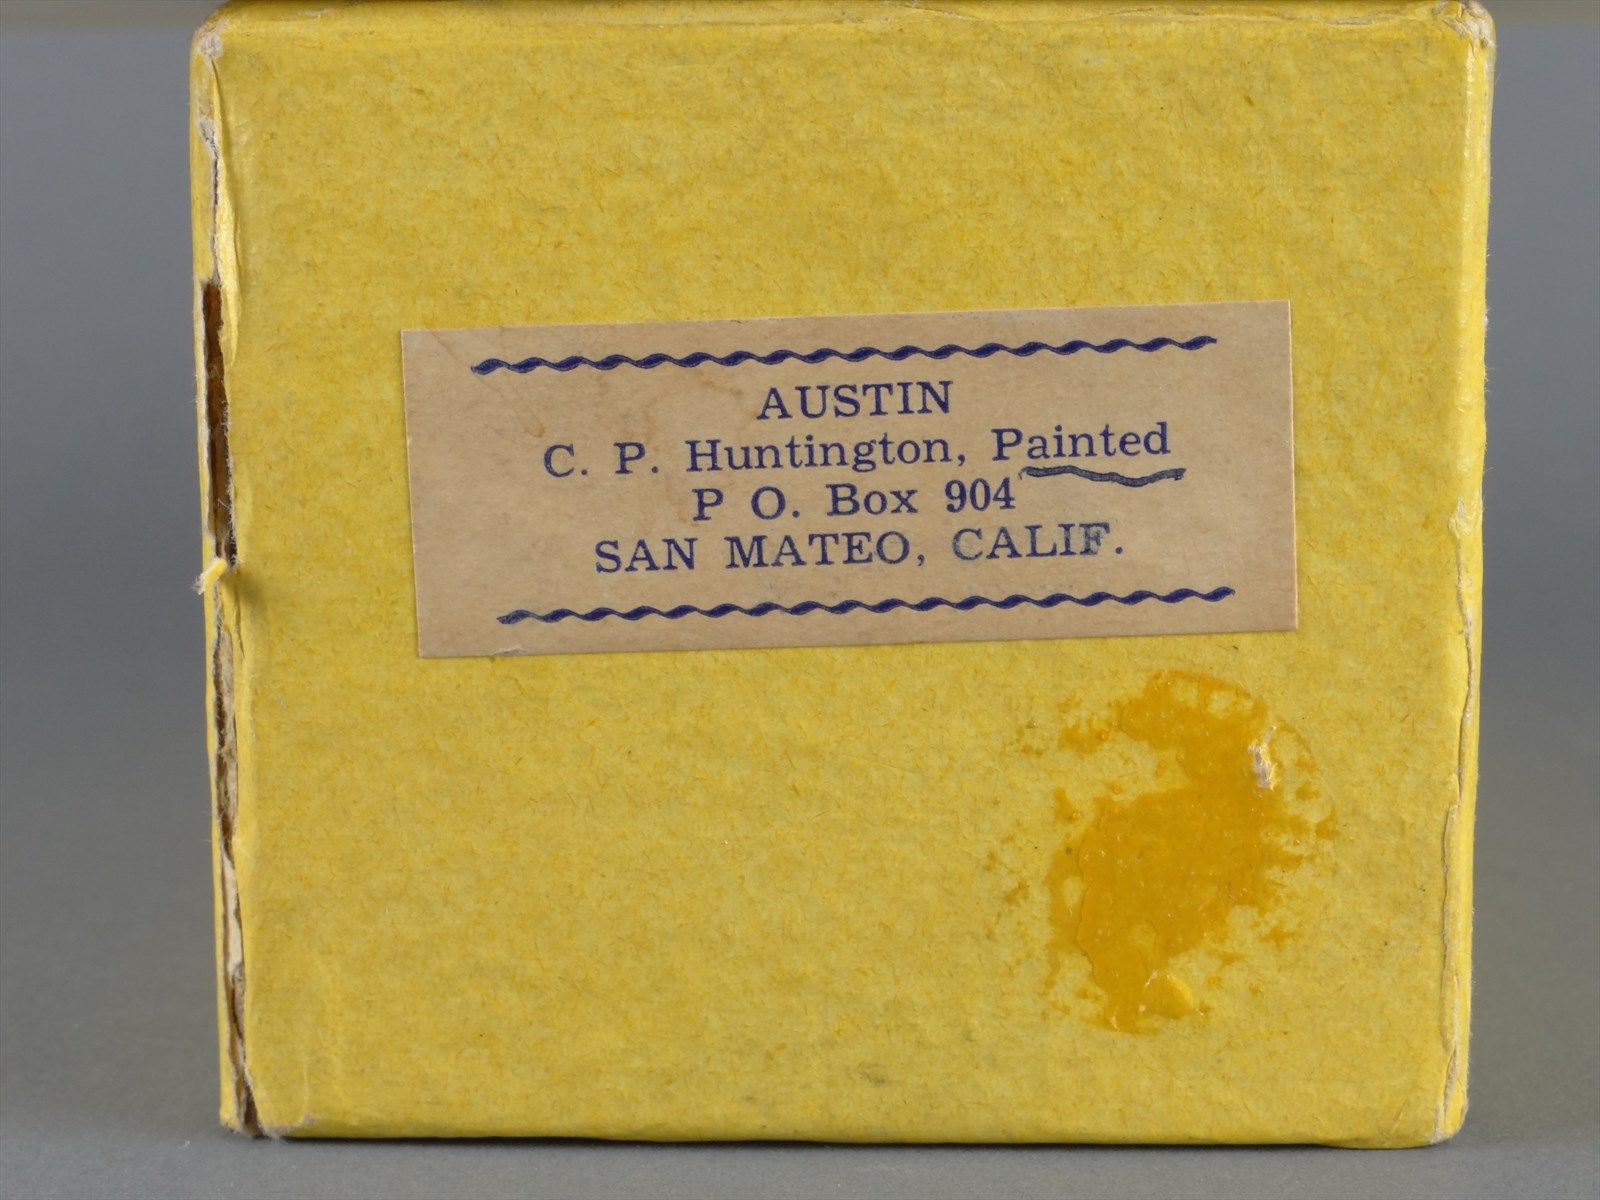 AUSTIN
C. P. Huntington, Painted
P O. Box 904
SAN MATEO, CALIF.